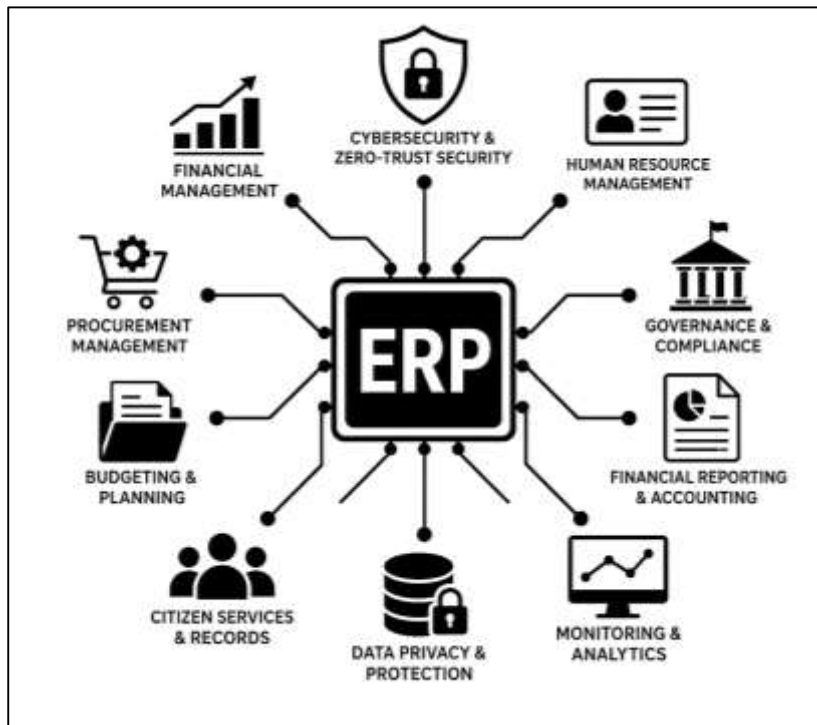 CYBERSECURITY &
ZERO-TRUST SECURITY
FINANCIAL
MANAGEMENT
HUMAN RESOURCE
MANAGEMENT
PROCUREMENT
MANAGEMENT
ERP
GOVERNANCE &
COMPLIANCE
BUDGETING &
PLANNING
FINANCIAL REPORTING
& ACCOUNTING
CITIZEN SERVICES
& RECORDS
DATA PRIVACY &
PROTECTION
MONITORING &
ANALYTICS